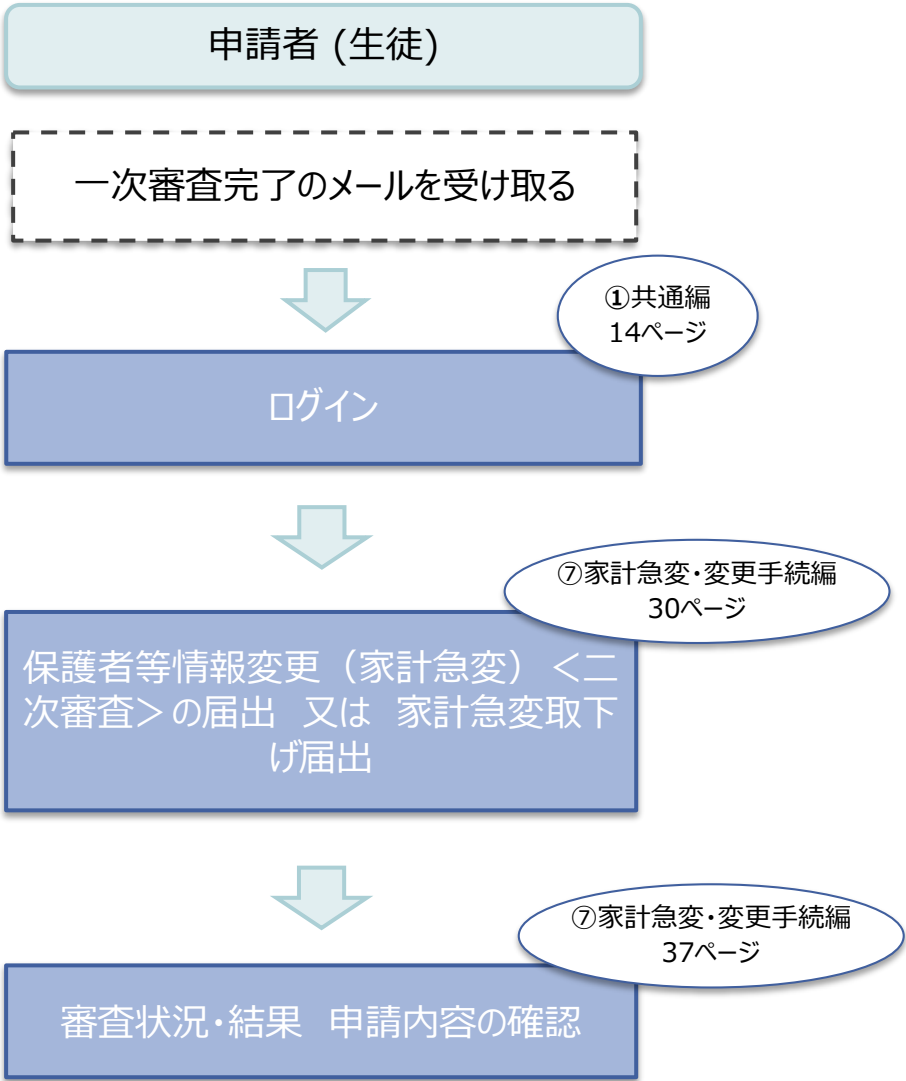 申請者 (生徒)
一次審査完了のメールを受け取る
①共通編
14ページ
ログイン
⑦家計急変・変更手続編
30ページ
保護者等情報変更（家計急変）＜二
次審査＞の届出　又は　家計急変取下
げ届出
⑦家計急変・変更手続編
37ページ
審査状況・結果　申請内容の確認